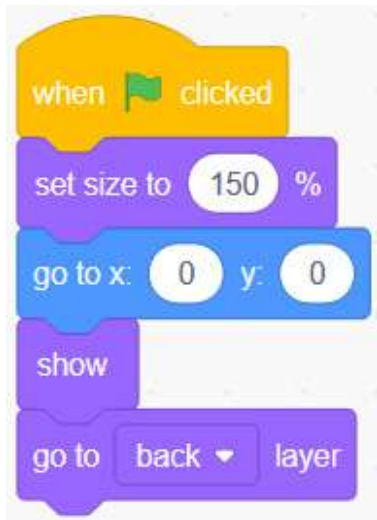 when clicked
set size to 150 %
go to x: 0 y: 0
show
go to back layer